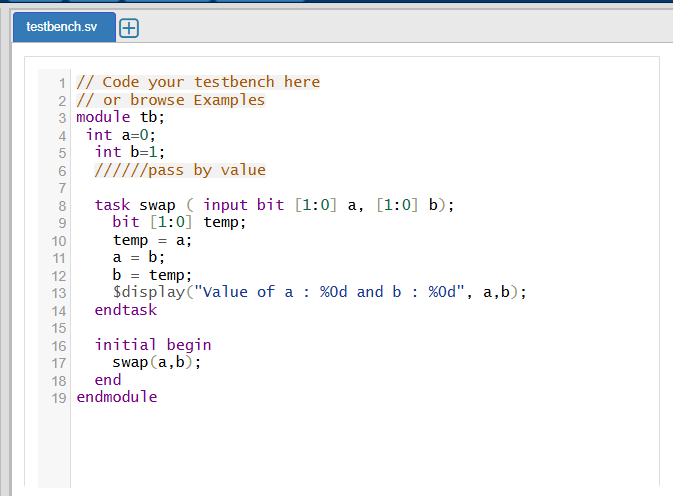 testbench.sv
1 // Code your testbench here
2 // or browse Examples
3 module tb;
4 int a=0;
5 int b=1;
6 //////pass by value
7
8 task swap ( input bit [1:0] a, [1:0] b);
9 bit [1:0] temp;
10 temp = a;
11 a = b;
12 b = temp;
13 $display("Value of a : %0d and b : %0d", a,b);
14 endtask
15
16 initial begin
17 swap(a,b);
18 end
19 endmodule